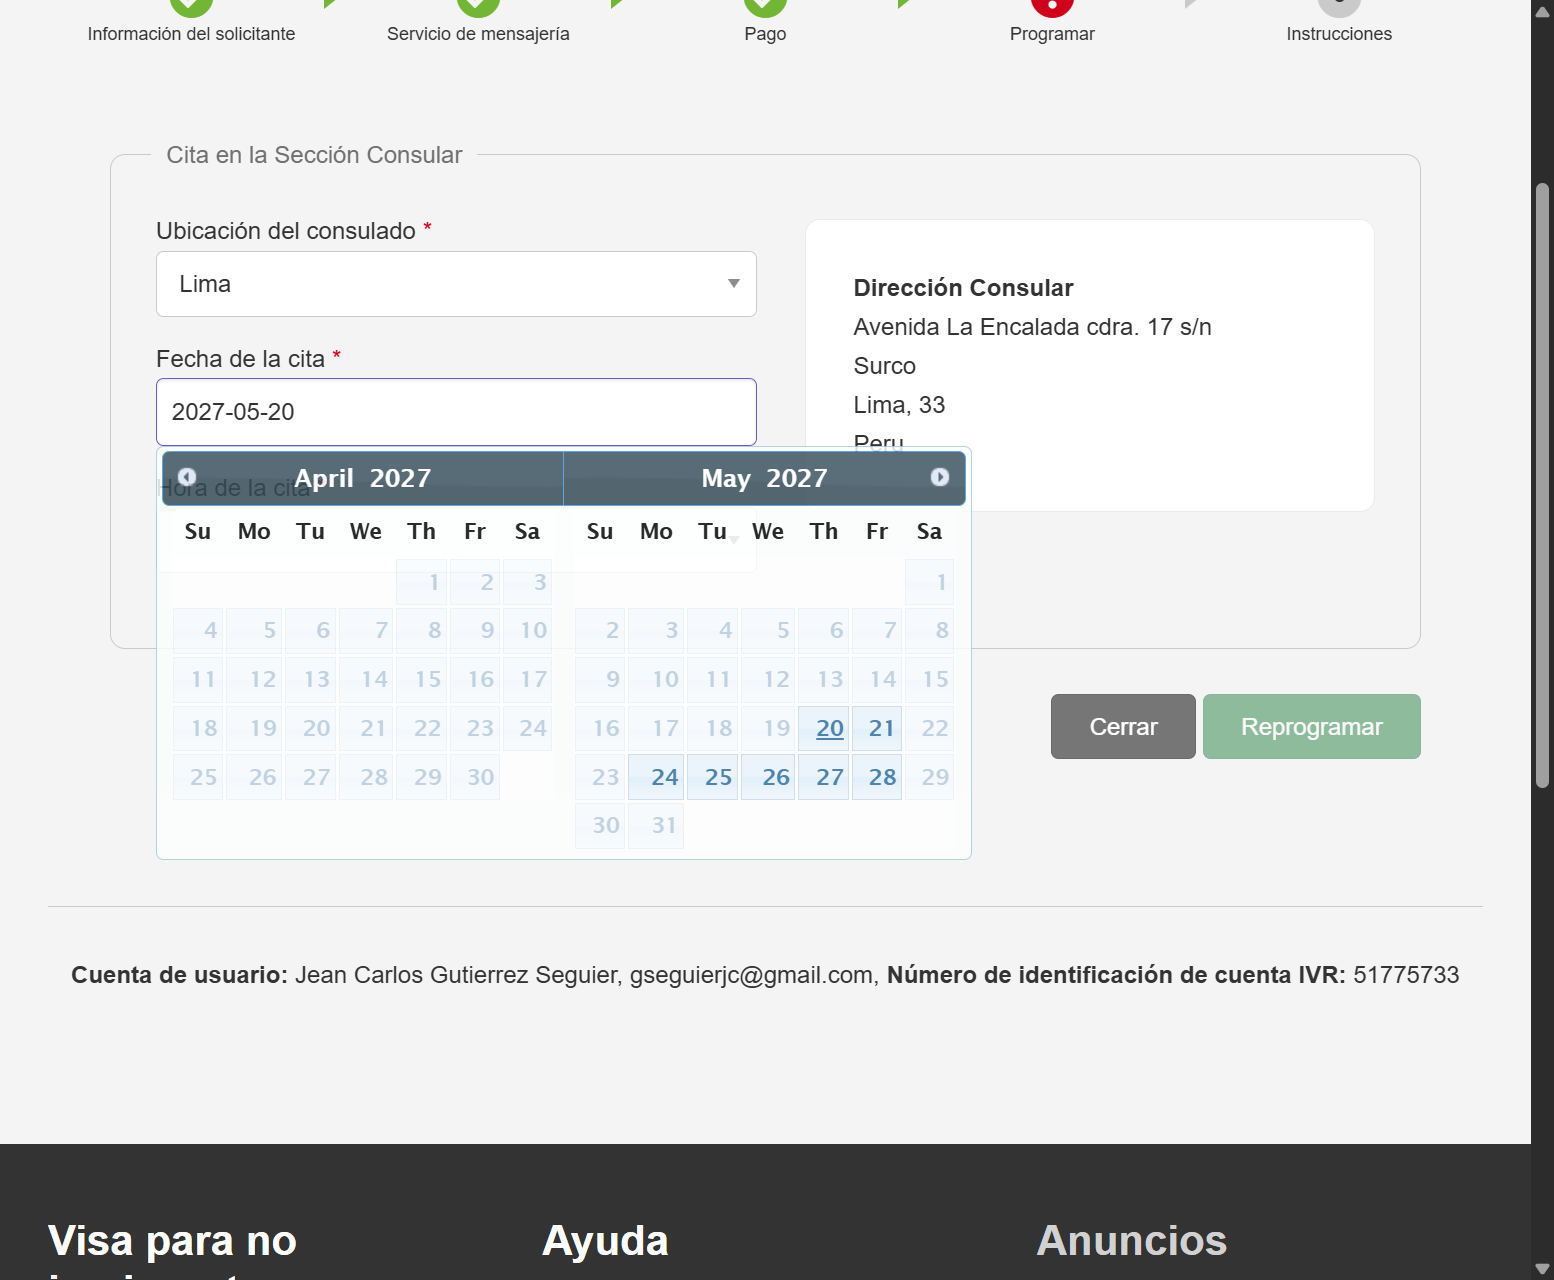 Información del solicitante
Servicio de mensajería
Pago
Programar
Instrucciones
Cita en la Sección Consular
Ubicación del consulado *
Lima
Fecha de la cita *
2027-05-20
Hora de la cita
Dirección Consular
Avenida La Encalada cdra. 17 s/n
Surco
Lima, 33
Peru
April 2027
Su Mo Tu We Th Fr Sa
1 2 3
4 5 6 7 8 9 10
11 12 13 14 15 16 17
18 19 20 21 22 23 24
25 26 27 28 29 30
May 2027
Su Mo Tu We Th Fr Sa
1
2 3 4 5 6 7 8
9 10 11 12 13 14 15
16 17 18 19 20 21 22
23 24 25 26 27 28 29
30 31
Cerrar
Reprogramar
Cuenta de usuario: Jean Carlos Gutierrez Seguier, gseguierjc@gmail.com, Número de identificación de cuenta IVR: 51775733
Visa para no
Ayuda
Anuncios